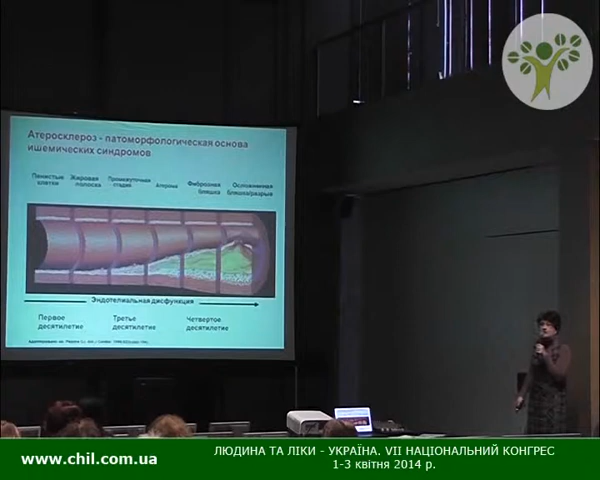 Атеросклероз - патоморфологическая основа
ишемических синдромов
Пенистые клетки
Жировая полоска
Промежуточная стадия
Атерома
Фиброзная бляшка
Осложненная бляшка/разрыв
Эндотелиальная дисфункция
Первое десятилетие
Третье десятилетие
Четвертое десятилетие
www.chil.com.ua
ЛЮДИНА ТА ЛІКИ - УКРАЇНА. VII НАЦІОНАЛЬНИЙ КОНГРЕС
1-3 квітня 2014 р.